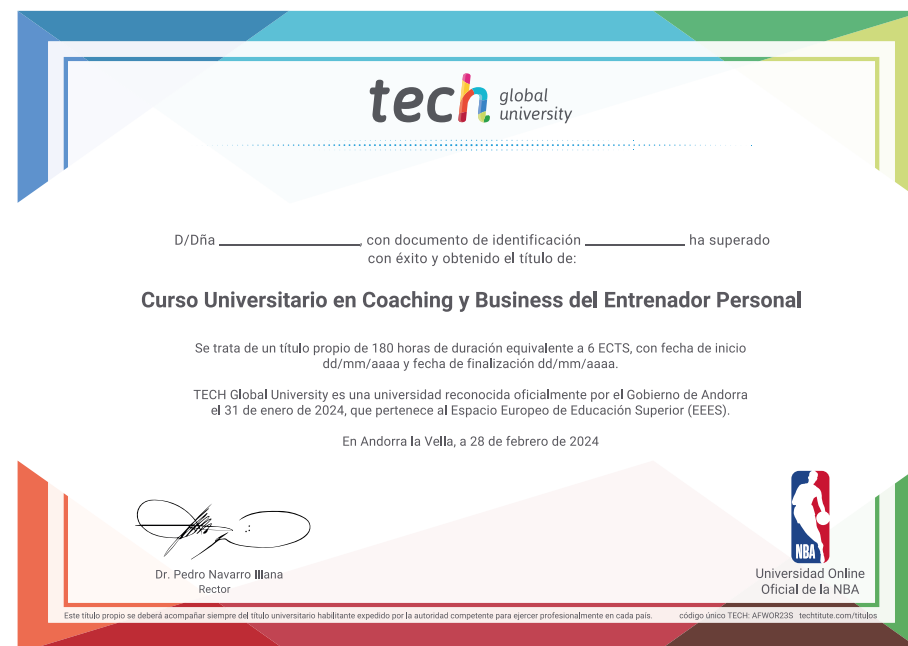 tech global university
D/Dña ____________________, con documento de identificación ______________ ha superado
con éxito y obtenido el título de:
Curso Universitario en Coaching y Business del Entrenador Personal
Se trata de un título propio de 180 horas de duración equivalente a 6 ECTS, con fecha de inicio
dd/mm/aaaa y fecha de finalización dd/mm/aaaa.
TECH Global University es una universidad reconocida oficialmente por el Gobierno de Andorra
el 31 de enero de 2024, que pertenece al Espacio Europeo de Educación Superior (EEES).
En Andorra la Vella, a 28 de febrero de 2024
Dr. Pedro Navarro Illana
Rector
NBA
Universidad Online
Oficial de la NBA
Este título propio se deberá acompañar siempre del título universitario habilitante expedido por la autoridad competente para ejercer profesionalmente en cada país.
código único TECH: AFWOR23S techtitute.com/titulos